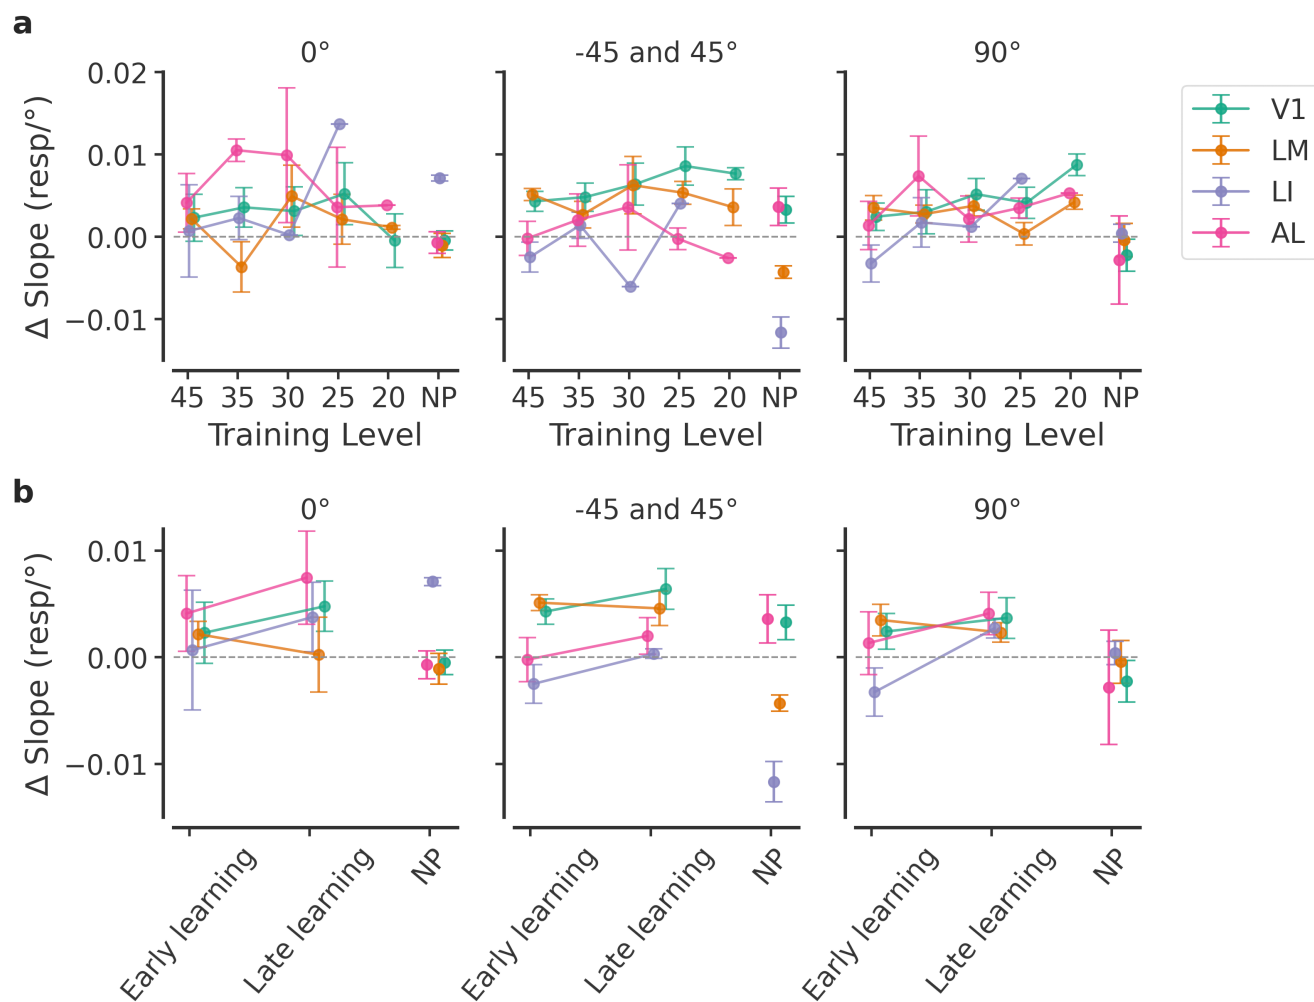 a
0°
-45 and 45°
90°
Δ Slope (resp/°)
0.02
0.01
0.00
−0.01
45 35 30 25 20 NP
45 35 30 25 20 NP
45 35 30 25 20 NP
Training Level
Training Level
Training Level
V1
LM
LI
AL
b
0°
-45 and 45°
90°
Δ Slope (resp/°)
0.01
0.00
−0.01
Early learning
Late learning
NP
Early learning
Late learning
NP
Early learning
Late learning
NP